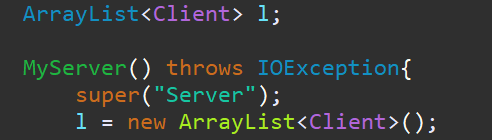 ArrayList<Client> l;
MyServer() throws IOException{
super("Server");
l = new ArrayList<Client>();